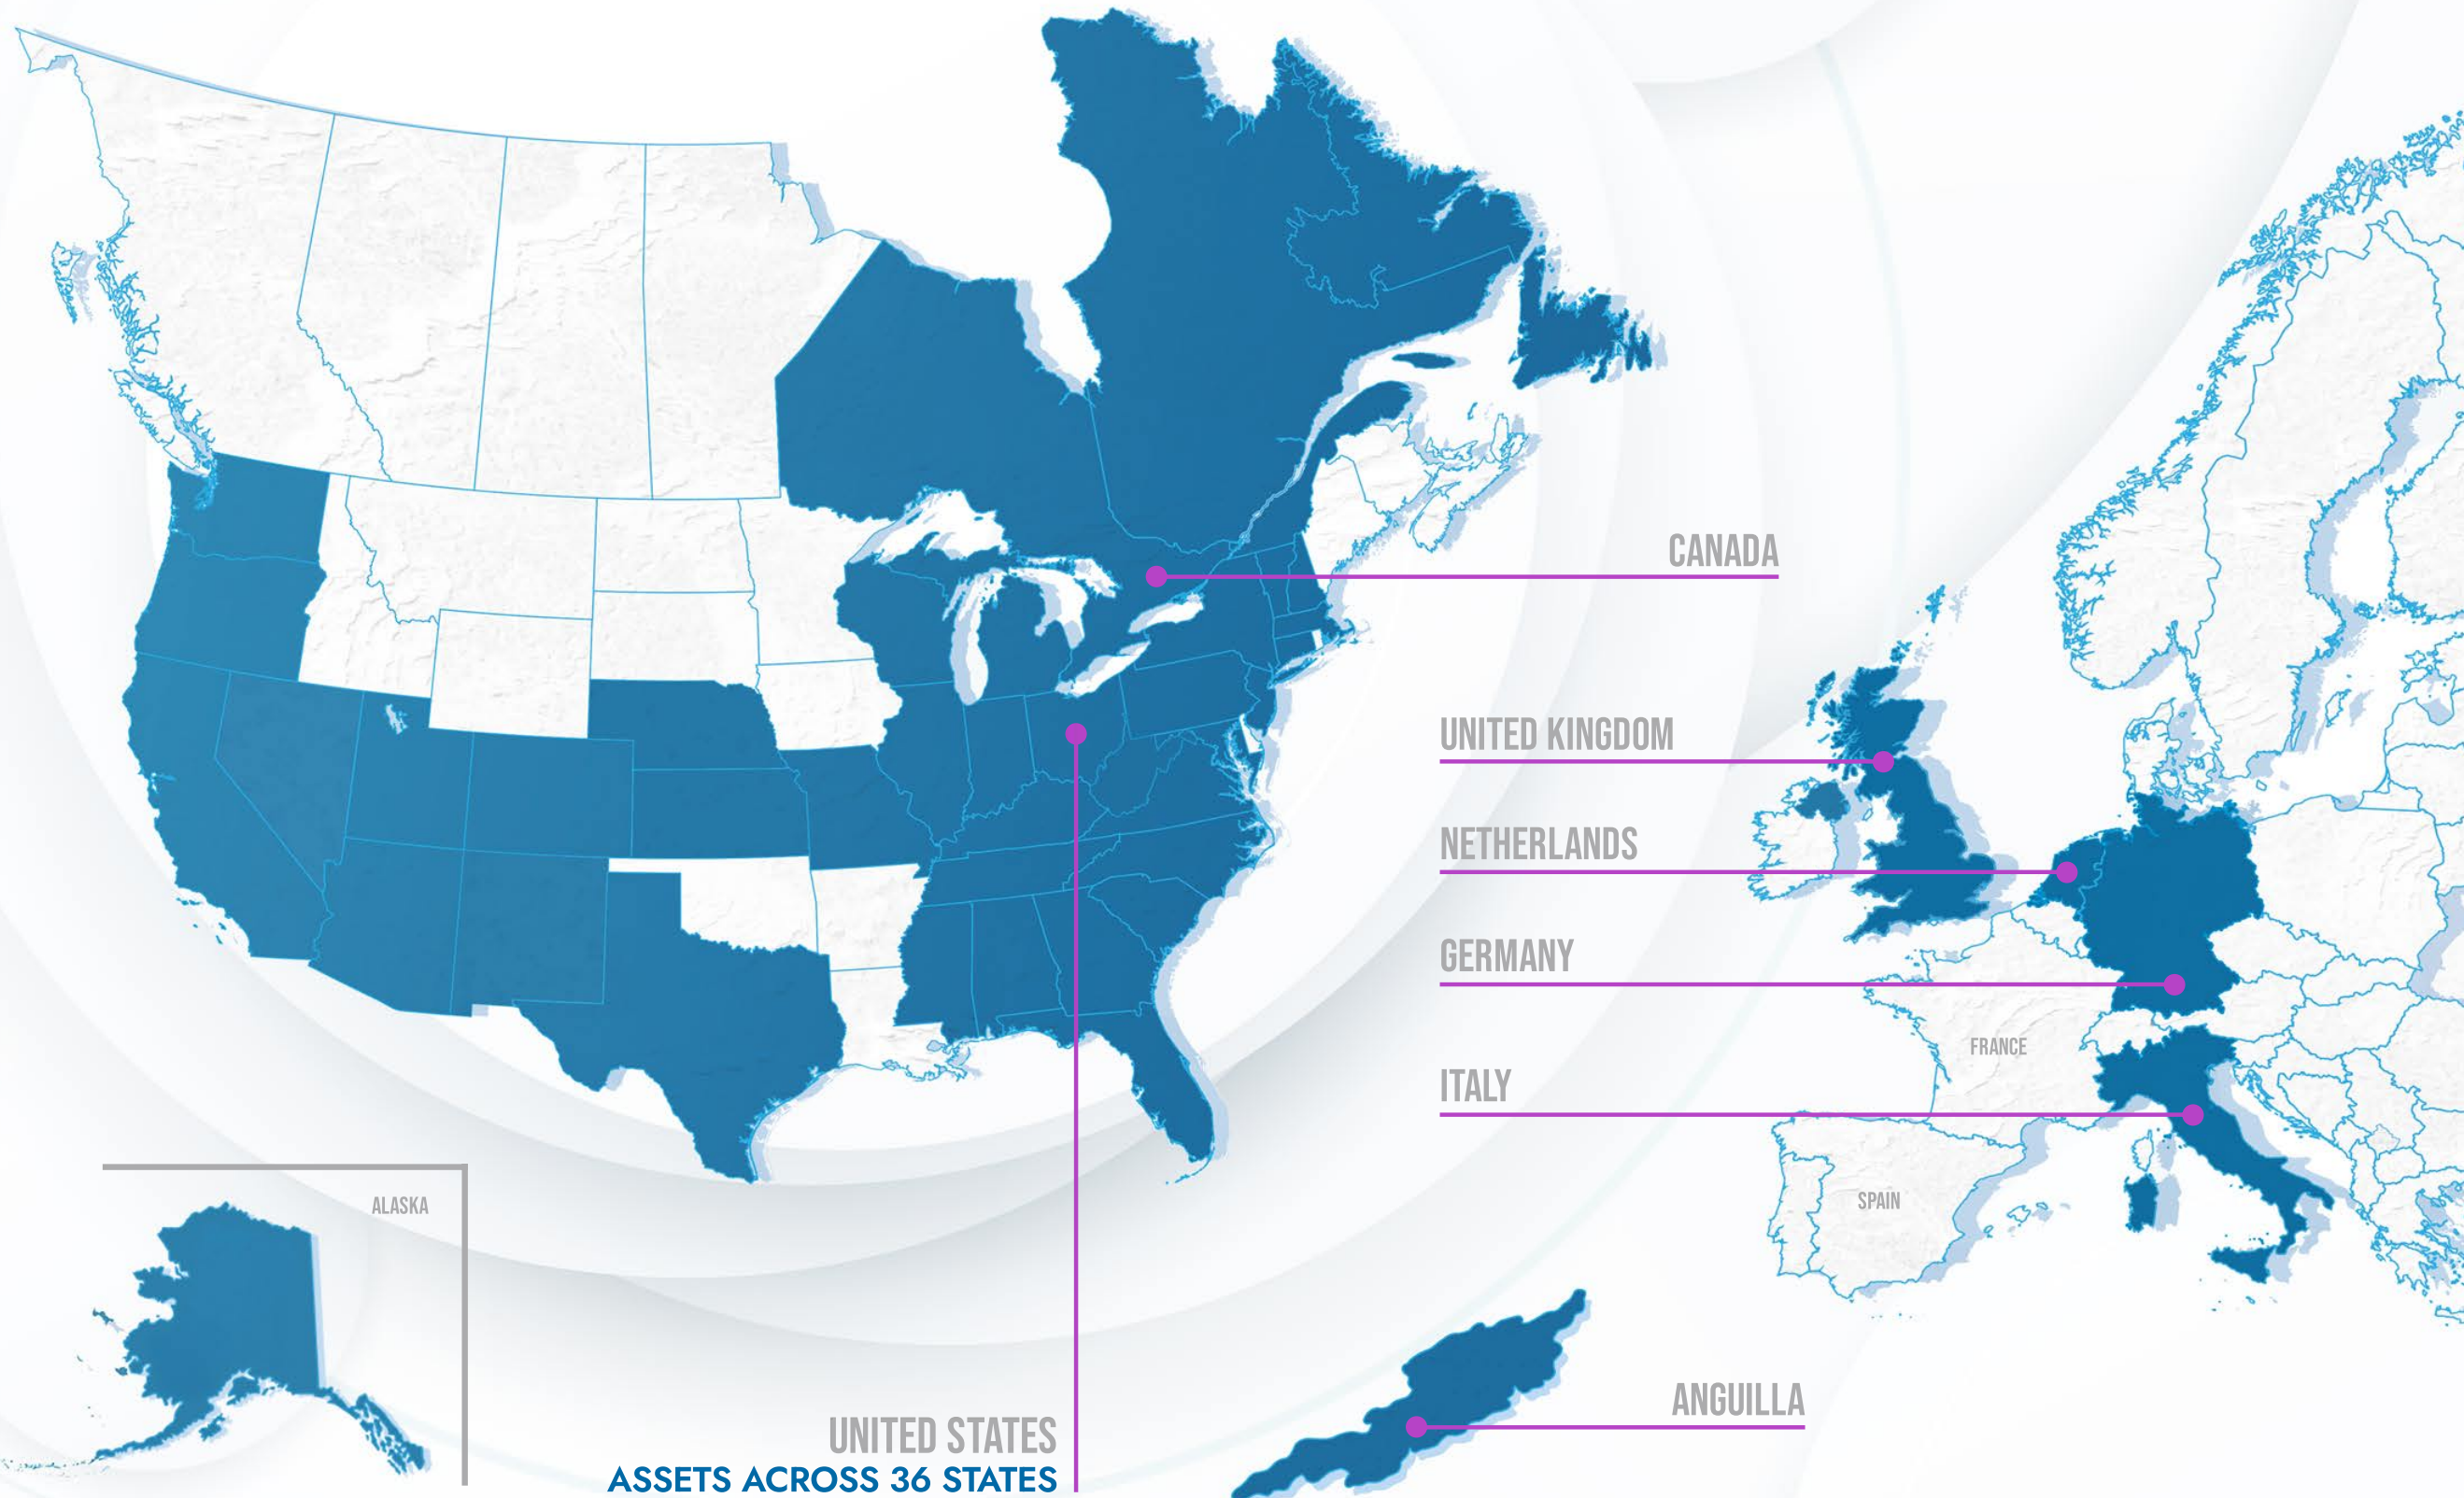 CANADA
UNITED KINGDOM
NETHERLANDS
GERMANY
FRANCE
ITALY
SPAIN
ALASKA
ANGUILLA
UNITED STATES
ASSETS ACROSS 36 STATES